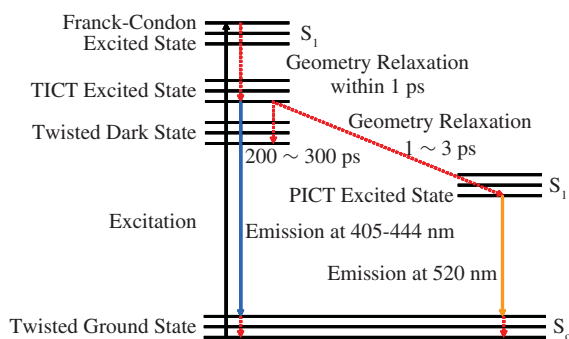 Franck-Condon
Excited State
S1
TICT Excited State
Geometry Relaxation
within 1 ps
Twisted Dark State
200 ~ 300 ps
Geometry Relaxation
1 ~ 3 ps
PICT Excited State
S1
Excitation
Emission at 405-444 nm
Emission at 520 nm
Twisted Ground State
S0